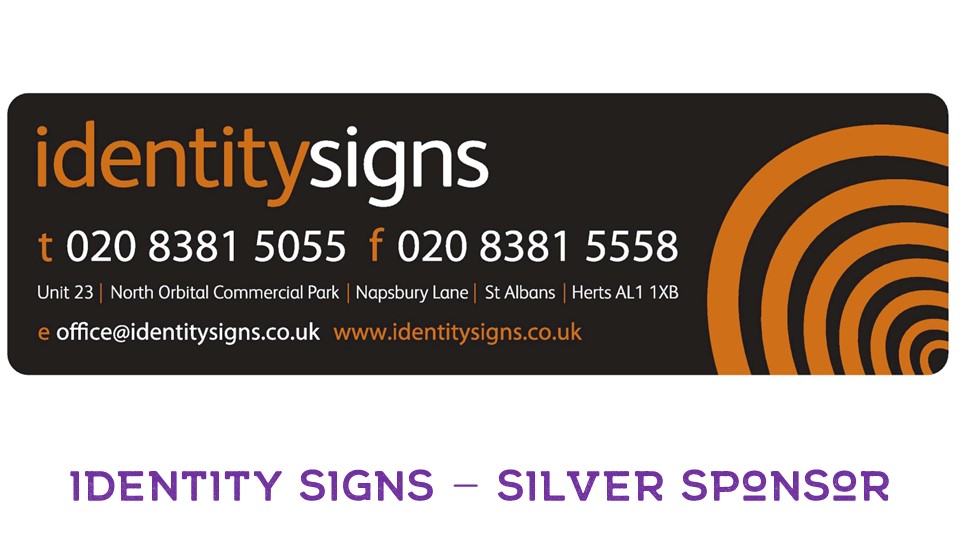 identitysigns
t 020 8381 5055 f 020 8381 5558
Unit 23 | North Orbital Commercial Park | Napsbury Lane | St Albans | Herts AL1 1XB
e office@identitysigns.co.uk www.identitysigns.co.uk
IDENTITY SIGNS – SILVER SPONSOR